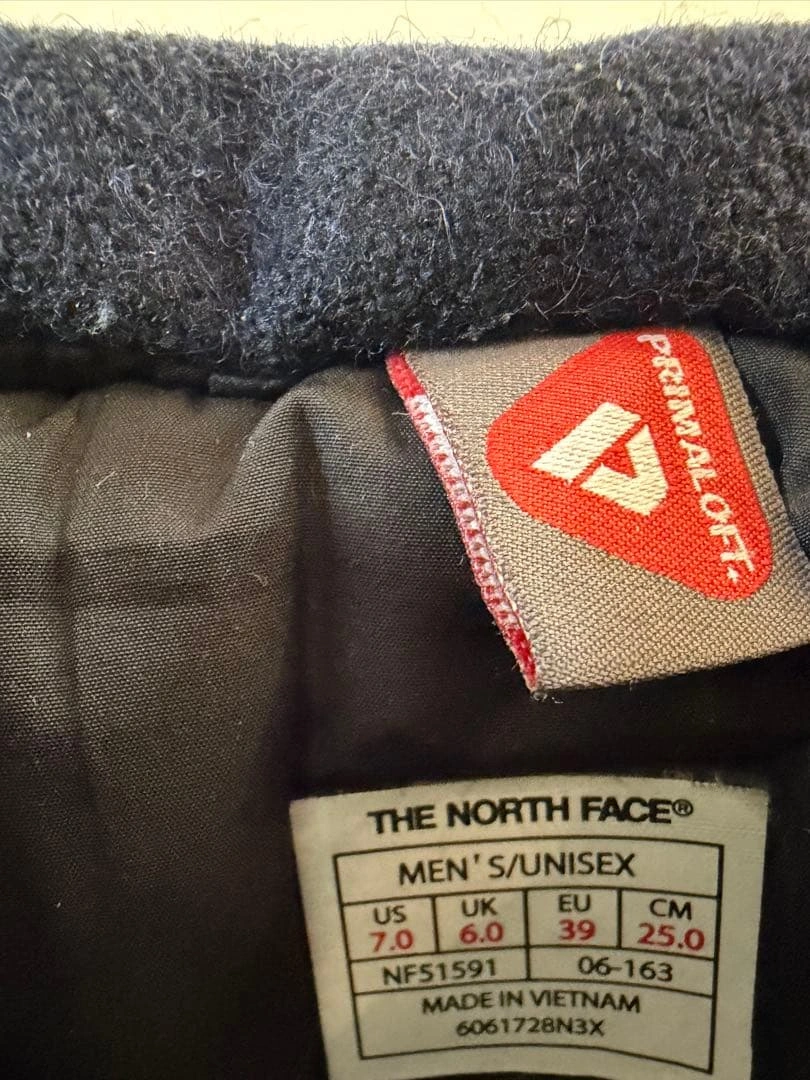 PRIMALOFT
THE NORTH FACE®
MEN'S/UNISEX
US UK EU CM
7.0 6.0 39 25.0
NF51591 06-163
MADE IN VIETNAM
6061728N3X